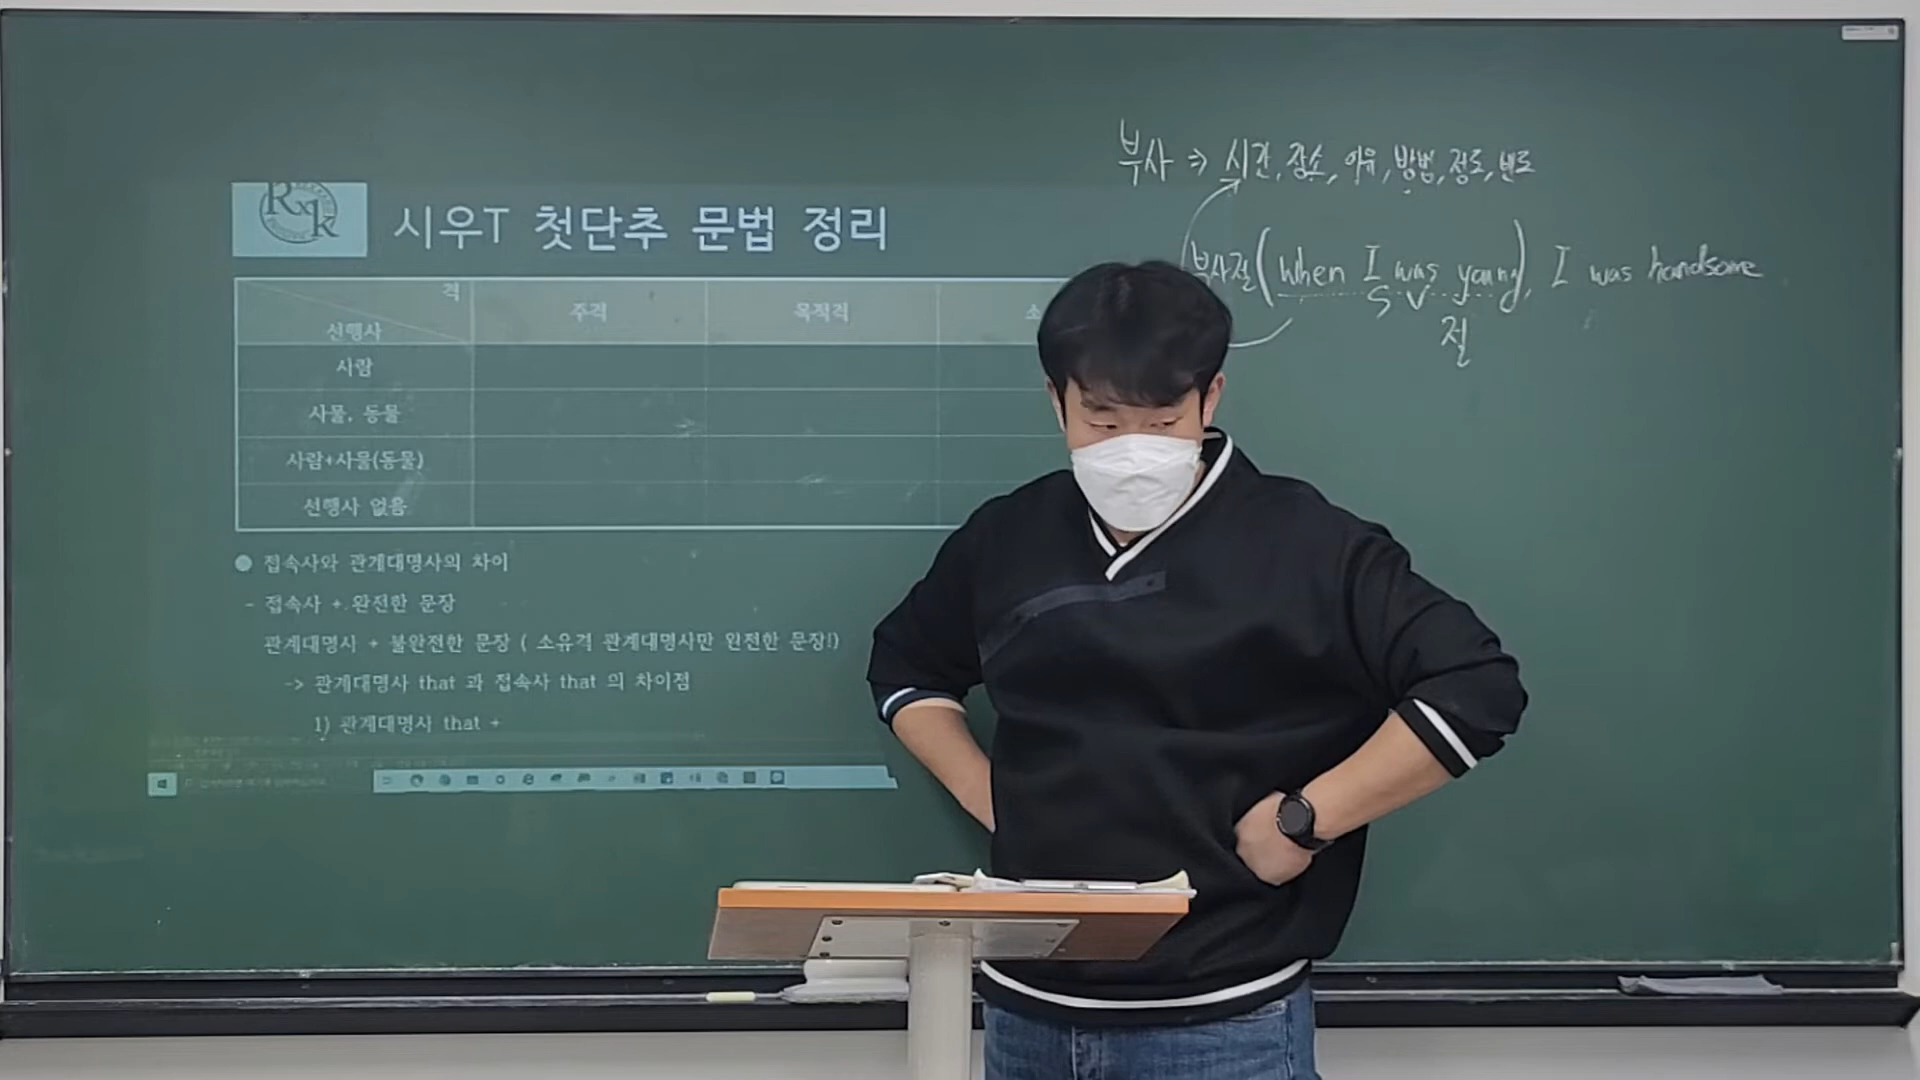 Rxk
시우T 첫단추 문법 정리
격
선행사
주격
목적격
소
사람
사물, 동물
사람+사물(동물)
선행사 없음
● 접속사와 관계대명사의 차이
- 접속사 + 완전한 문장
관계대명사 + 불완전한 문장 ( 소유격 관계대명사만 완전한 문장!)
-> 관계대명사 that 과 접속사 that 의 차이점
1) 관계대명사 that +
부사 ⇒ 시간, 장소, 이유, 방법, 정도, 빈도
부사절(when I was young), I was handsome
S V
절